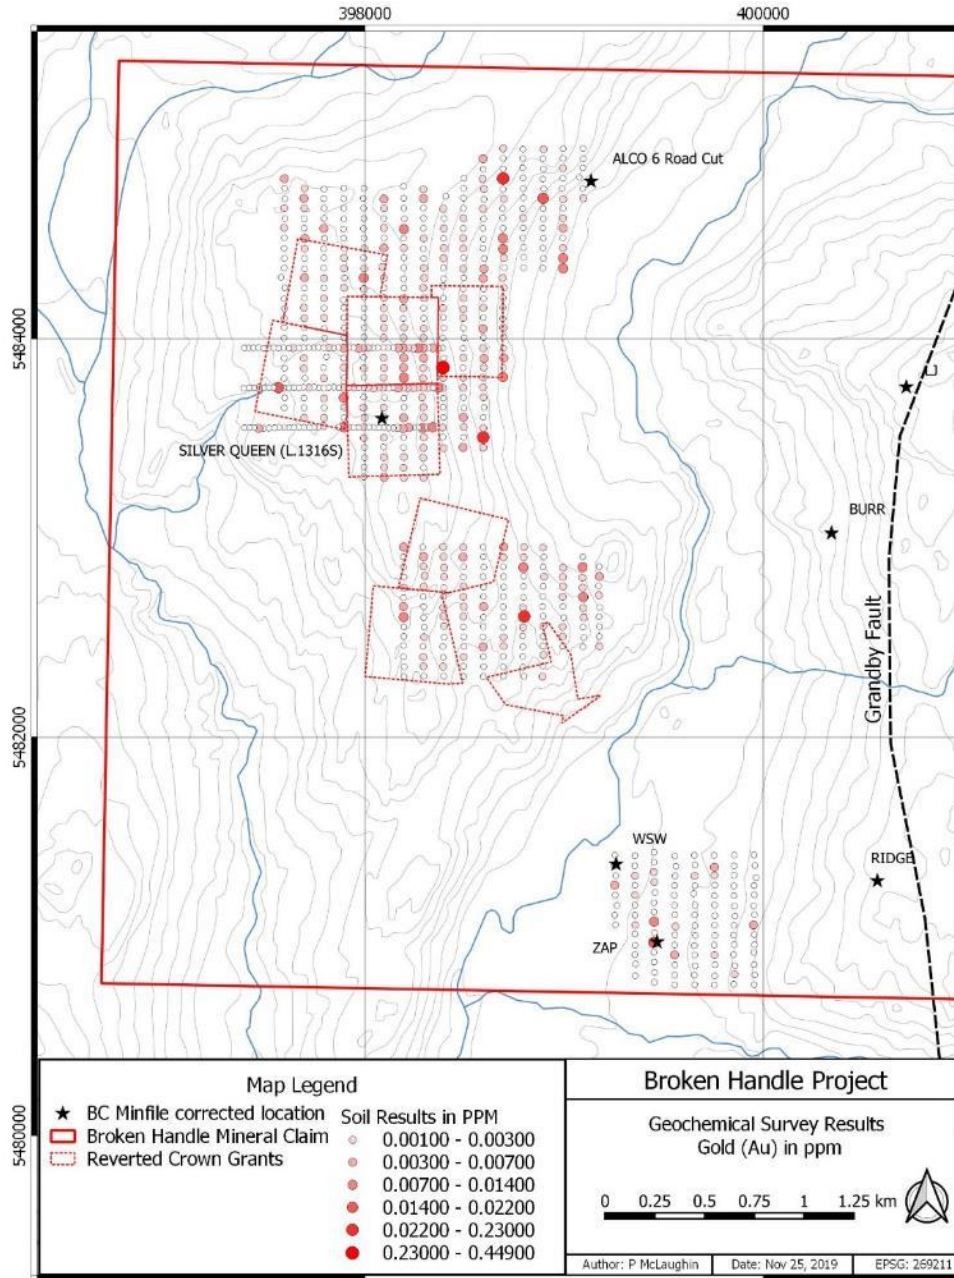 398000
400000
ALCO 6 Road Cut
5484000
SILVER QUEEN (L.1316S)
BURR
Grandby Fault
5482000
WSW
RIDGE
ZAP
5480000
Map Legend
BC Minfile corrected location
Broken Handle Mineral Claim
Reverted Crown Grants
Soil Results in PPM
0.00100 - 0.00300
0.00300 - 0.00700
0.00700 - 0.01400
0.01400 - 0.02200
0.02200 - 0.23000
0.23000 - 0.44900
Broken Handle Project
Geochemical Survey Results
Gold (Au) in ppm
0 0.25 0.5 0.75 1 1.25 km
Author: P McLaughin
Date: Nov 25, 2019
EPSG: 269211